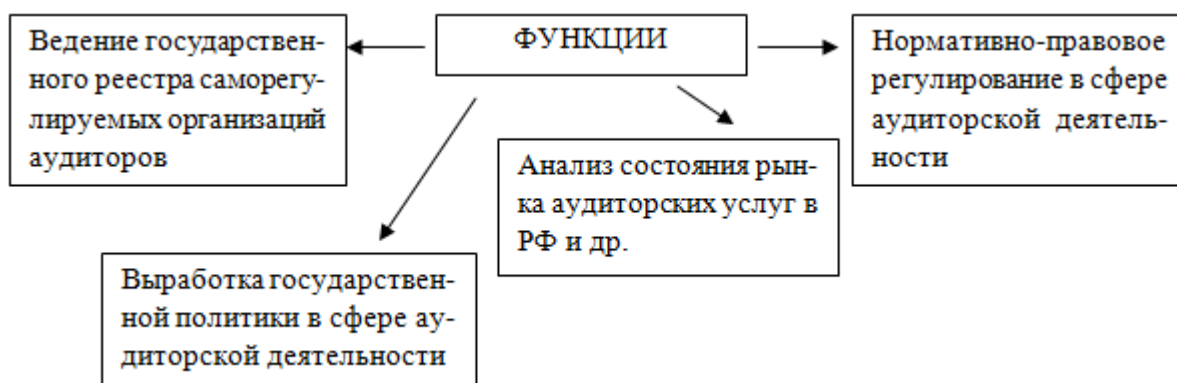 ФУНКЦИИ
Ведение государствен-
ного реестра саморегу-
лируемых организаций
аудиторов
Нормативно-правовое
регулирование в сфере
аудиторской деятель-
ности
Анализ состояния рын-
ка аудиторских услуг в
РФ и др.
Выработка государствен-
ной политики в сфере ау-
диторской деятельности